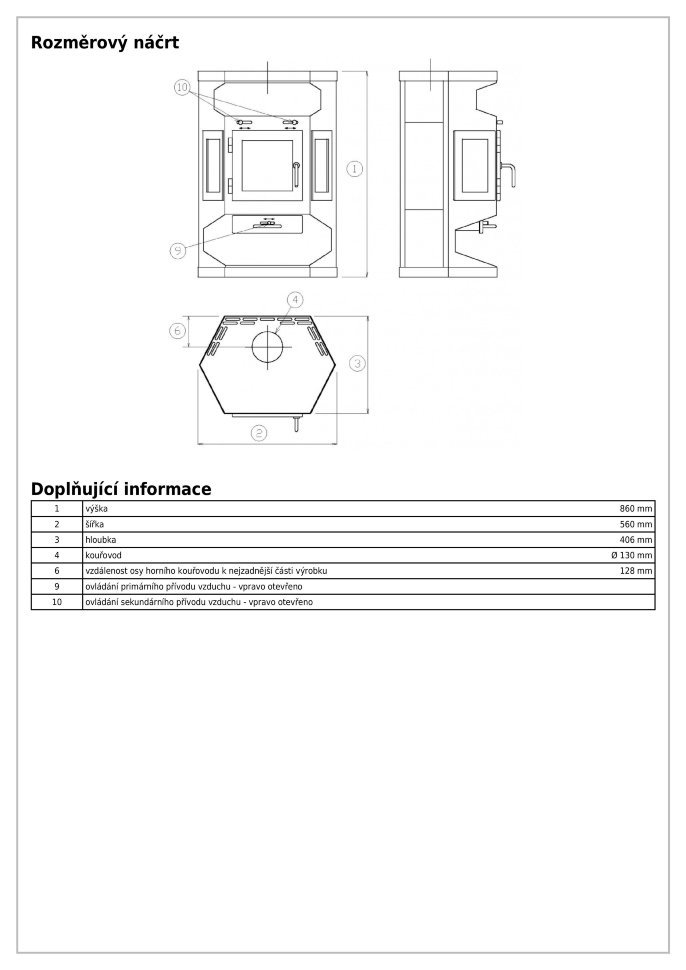 Rozměrový náčrt
10
1
9
4
6
3
2
Doplňující informace
1 výška 860 mm
2 šířka 560 mm
3 hloubka 406 mm
4 kouřovod Ø 130 mm
6 vzdálenost osy horního kouřovodu k nejzadnější části výrobku 128 mm
9 ovládání primárního přívodu vzduchu - vpravo otevřeno
10 ovládání sekundárního přívodu vzduchu - vpravo otevřeno